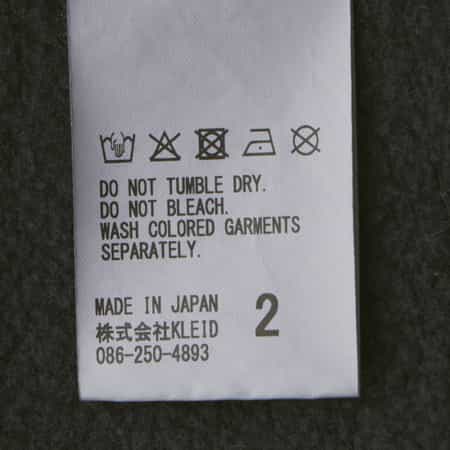 DO NOT TUMBLE DRY.
DO NOT BLEACH.
WASH COLORED GARMENTS
SEPARATELY.
MADE IN JAPAN
株式会社KLEID
086-250-4893
2